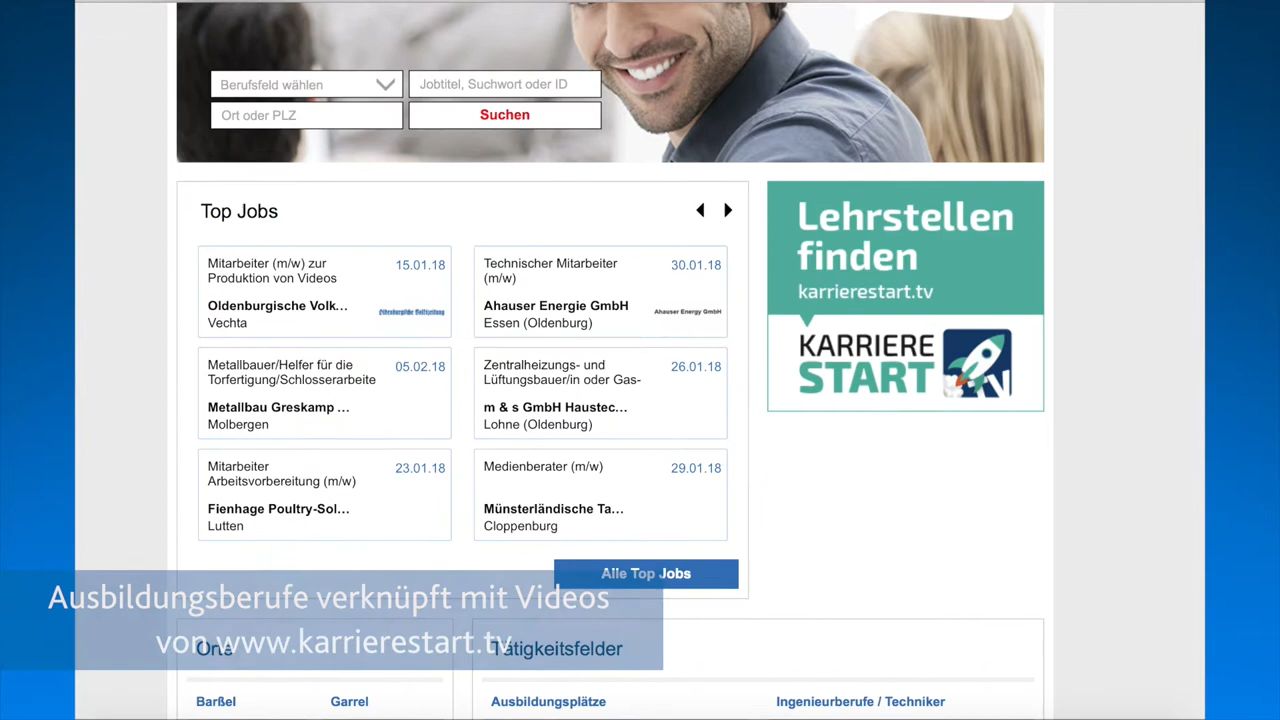 Berufsfeld wählen
Jobtitel, Suchwort oder ID
Ort oder PLZ
Suchen
Top Jobs
Mitarbeiter (m/w) zur
Produktion von Videos
15.01.18
Oldenburgische Volk...
Vechta
Oldenburgische Volkszeitung
Technischer Mitarbeiter
(m/w)
30.01.18
Ahauser Energie GmbH
Essen (Oldenburg)
Ahauser Energy GmbH
Metallbauer/Helfer für die
Torfertigung/Schlosserarbeite
05.02.18
Metallbau Greskamp ...
Molbergen
Zentralheizungs- und
Lüftungsbauer/in oder Gas-
26.01.18
m & s GmbH Haustec...
Lohne (Oldenburg)
Mitarbeiter
Arbeitsvorbereitung (m/w)
23.01.18
Fienhage Poultry-Sol...
Lutten
Medienberater (m/w)
29.01.18
Münsterländische Ta...
Cloppenburg
Alle Top Jobs
Lehrstellen
finden
karrierestart.tv
KARRIERE
START
TV
Ausbildungsberufe verknüpft mit Videos
von www.karrierestart.tv
Orte
Tätigkeitsfelder
Barßel
Garrel
Ausbildungsplätze
Ingenieurberufe / Techniker